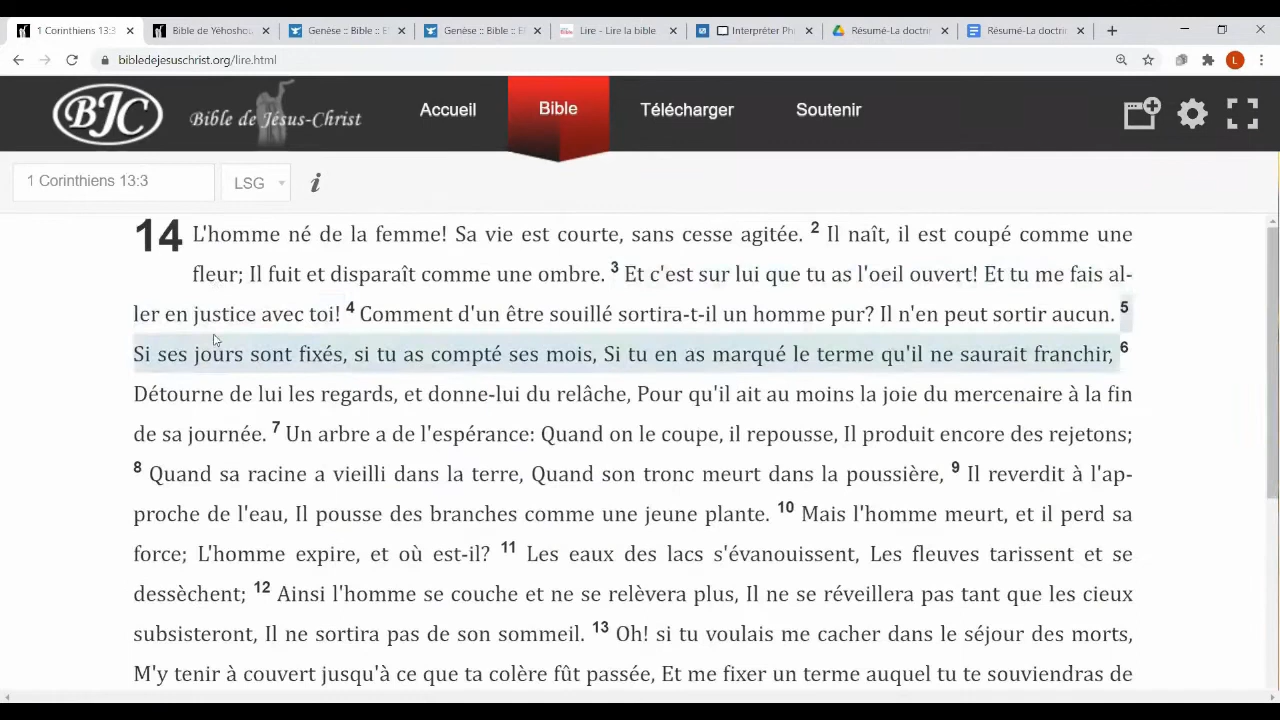 1 Corinthiens 13:3
Bible de Yéhoshou
Genèse :: Bible ::
Genèse :: Bible ::
Lire - Lire la bible
Interpréter Ph
Résumé-La doctrin
Résumé-La doctrin
bibledejesuschrist.org/lire.html
L
BJC
Bible de Jésus-Christ
Accueil
Bible
Télécharger
Soutenir
1 Corinthiens 13:3
LSG
i
14 L'homme né de la femme! Sa vie est courte, sans cesse agitée. 2 Il naît, il est coupé comme une
fleur; Il fuit et disparaît comme une ombre. 3 Et c'est sur lui que tu as l'oeil ouvert! Et tu me fais al-
ler en justice avec toi! 4 Comment d'un être souillé sortira-t-il un homme pur? Il n'en peut sortir aucun. 5
Si ses jours sont fixés, si tu as compté ses mois, Si tu en as marqué le terme qu'il ne saurait franchir, 6
Détourne de lui les regards, et donne-lui du relâche, Pour qu'il ait au moins la joie du mercenaire à la fin
de sa journée. 7 Un arbre a de l'espérance: Quand on le coupe, il repousse, Il produit encore des rejetons;
8 Quand sa racine a vieilli dans la terre, Quand son tronc meurt dans la poussière, 9 Il reverdit à l'ap-
proche de l'eau, Il pousse des branches comme une jeune plante. 10 Mais l'homme meurt, et il perd sa
force; L'homme expire, et où est-il? 11 Les eaux des lacs s'évanouissent, Les fleuves tarissent et se
dessèchent; 12 Ainsi l'homme se couche et ne se relèvera plus, Il ne se réveillera pas tant que les cieux
subsisteront, Il ne sortira pas de son sommeil. 13 Oh! si tu voulais me cacher dans le séjour des morts,
M'y tenir à couvert jusqu'à ce que ta colère fût passée, Et me fixer un terme auquel tu te souviendras de